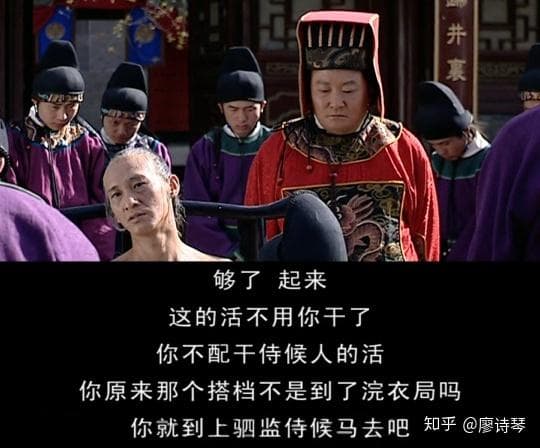 够了 起来
这的活不用你干了
你不配干侍候人的活
你原来那个搭档不是到了浣衣局吗
你就到上驷监侍候马去吧
知乎 @廖诗琴